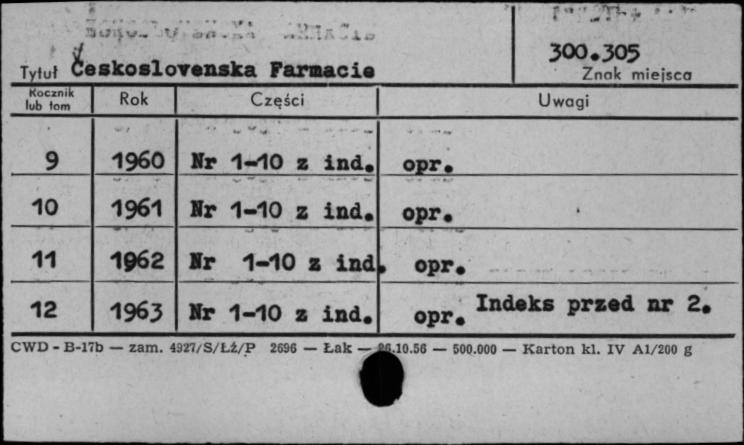 300.305
Tytuł Československa Farmacie
Znak miejsca
Rocznik lub tom Rok Części Uwagi
9 1960 Nr 1-10 z ind. opr.
10 1961 Nr 1-10 z ind. opr.
11 1962 Nr 1-10 z ind. opr.
12 1963 Nr 1-10 z ind. opr. Indeks przed nr 2.
CWD - B-17b — zam. 4927/S/Łż/P 2696 — Łak — 26.10.56 — 500.000 — Karton kl. IV A1/200 g